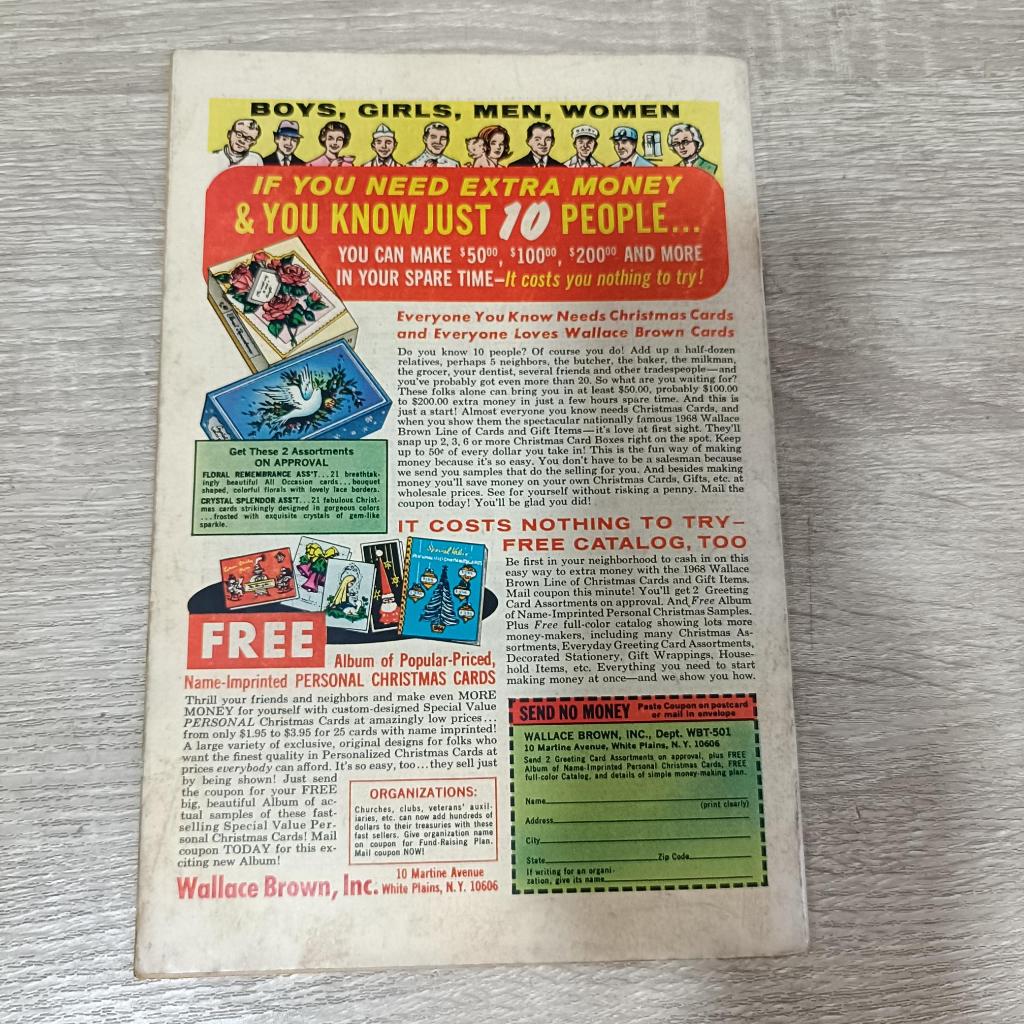 BOYS, GIRLS, MEN, WOMEN
IF YOU NEED EXTRA MONEY
& YOU KNOW JUST 10 PEOPLE...
YOU CAN MAKE $5000, $10000, $20000 AND MORE
IN YOUR SPARE TIME—It costs you nothing to try!
Everyone You Know Needs Christmas Cards
and Everyone Loves Wallace Brown Cards
Do you know 10 people? Of course you do! Add up a half-dozen
relatives, perhaps 5 neighbors, the butcher, the baker, the milkman,
the grocer, your dentist, several friends and other tradespeople—and
you've probably got even more than 20. So what are you waiting for?
These folks alone can bring you in at least $50.00, probably $100.00
to $200.00 extra money in just a few hours spare time. And this is
just a start! Almost everyone you know needs Christmas Cards, and
when you show them the spectacular nationally famous 1968 Wallace
Brown Line of Cards and Gift Items—it's love at first sight. They'll
snap up 2, 3, 6 or more Christmas Card Boxes right on the spot. Keep
up to 50¢ of every dollar you take in! This is the fun way of making
money because it's so easy. You don't have to be a salesman because
we send you samples that do the selling for you. And besides making
money you'll save money on your own Christmas Cards, Gifts, etc. at
wholesale prices. See for yourself without risking a penny. Mail the
coupon today! You'll be glad you did!
Get These 2 Assortments
ON APPROVAL
FLORAL REMEMBRANCE ASS'T...21 breathtak-
ingly beautiful All Occasion cards...bouquet
shaped, colorful florals with lovely lace borders.
CRYSTAL SPLENDOR ASS'T...21 fabulous Christ-
mas cards strikingly designed in gorgeous colors
...frosted with exquisite crystals of gem-like
sparkle.
IT COSTS NOTHING TO TRY—
FREE CATALOG, TOO
Be first in your neighborhood to cash in on this
easy way to extra money with the 1968 Wallace
Brown Line of Christmas Cards and Gift Items.
Mail coupon this minute! You'll get 2 Greeting
Card Assortments on approval. And Free Album
of Name-Imprinted Personal Christmas Samples.
Plus Free full-color catalog showing lots more
money-makers, including many Christmas As-
sortments, Everyday Greeting Card Assortments,
Decorated Stationery, Gift Wrappings, House-
hold Items, etc. Everything you need to start
making money at once—and we show you how.
FREE
Album of Popular-Priced,
Name-Imprinted PERSONAL CHRISTMAS CARDS
Thrill your friends and neighbors and make even MORE
MONEY for yourself with custom-designed Special Value
PERSONAL Christmas Cards at amazingly low prices...
from only $1.95 to $3.95 for 25 cards with name imprinted!
A large variety of exclusive, original designs for folks who
want the finest quality in Personalized Christmas Cards at
prices everybody can afford. It's so easy, too...they sell just
by being shown! Just send
the coupon for your FREE
big, beautiful Album of ac-
tual samples of these fast-
selling Special Value Per-
sonal Christmas Cards! Mail
coupon TODAY for this ex-
citing new Album!
ORGANIZATIONS:
Churches, clubs, veterans' auxil-
iaries, etc. can now add hundreds of
dollars to their treasuries with these
fast sellers. Give organization name
on coupon for Fund-Raising Plan.
Mail coupon NOW!
Wallace Brown, Inc.
10 Martine Avenue
White Plains, N.Y. 10606
SEND NO MONEY
Paste Coupon on postcard
or mail in envelope
WALLACE BROWN, INC., Dept. WBT-501
10 Martine Avenue, White Plains, N.Y. 10606
Send 2 Greeting Card Assortments on approval, plus FREE
Album of Name-Imprinted Personal Christmas Cards, FREE
full-color Catalog, and details of simple money-making plan.
Name
(print clearly)
Address
City
State
Zip Code
If writing for an organi-
zation, give its name